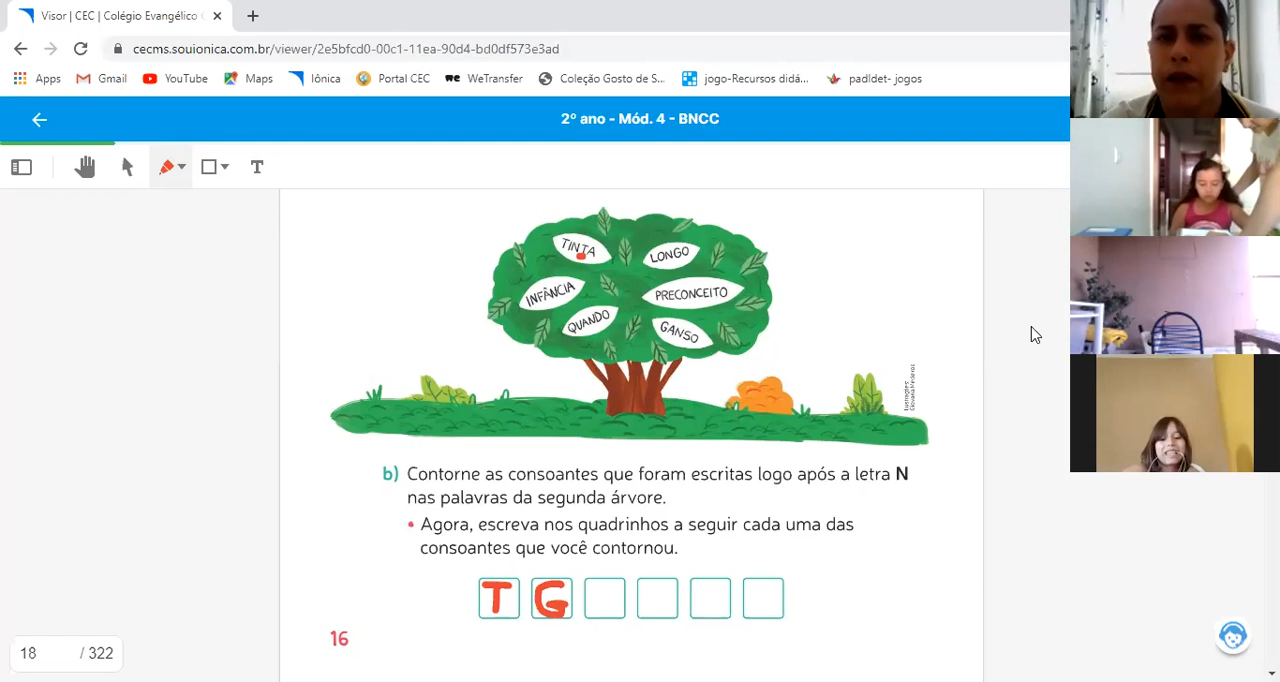 Visor | CEC | Colégio Evangélico
cecms.souionica.com.br/viewer/2e5bfcd0-00c1-11ea-90d4-bd0df573e3ad
Apps Gmail YouTube Maps Iônica Portal CEC WeTransfer Coleção Gosto de S... jogo-Recursos didá... padldet- jogos
2º ano - Mód. 4 - BNCC
T
TINTA
LONGO
INFÂNCIA
PRECONCEITO
QUANDO
GANSO
Ilustrações:
b) Contorne as consoantes que foram escritas logo após a letra N
nas palavras da segunda árvore.
• Agora, escreva nos quadrinhos a seguir cada uma das
consoantes que você contornou.
T G
16
18 / 322